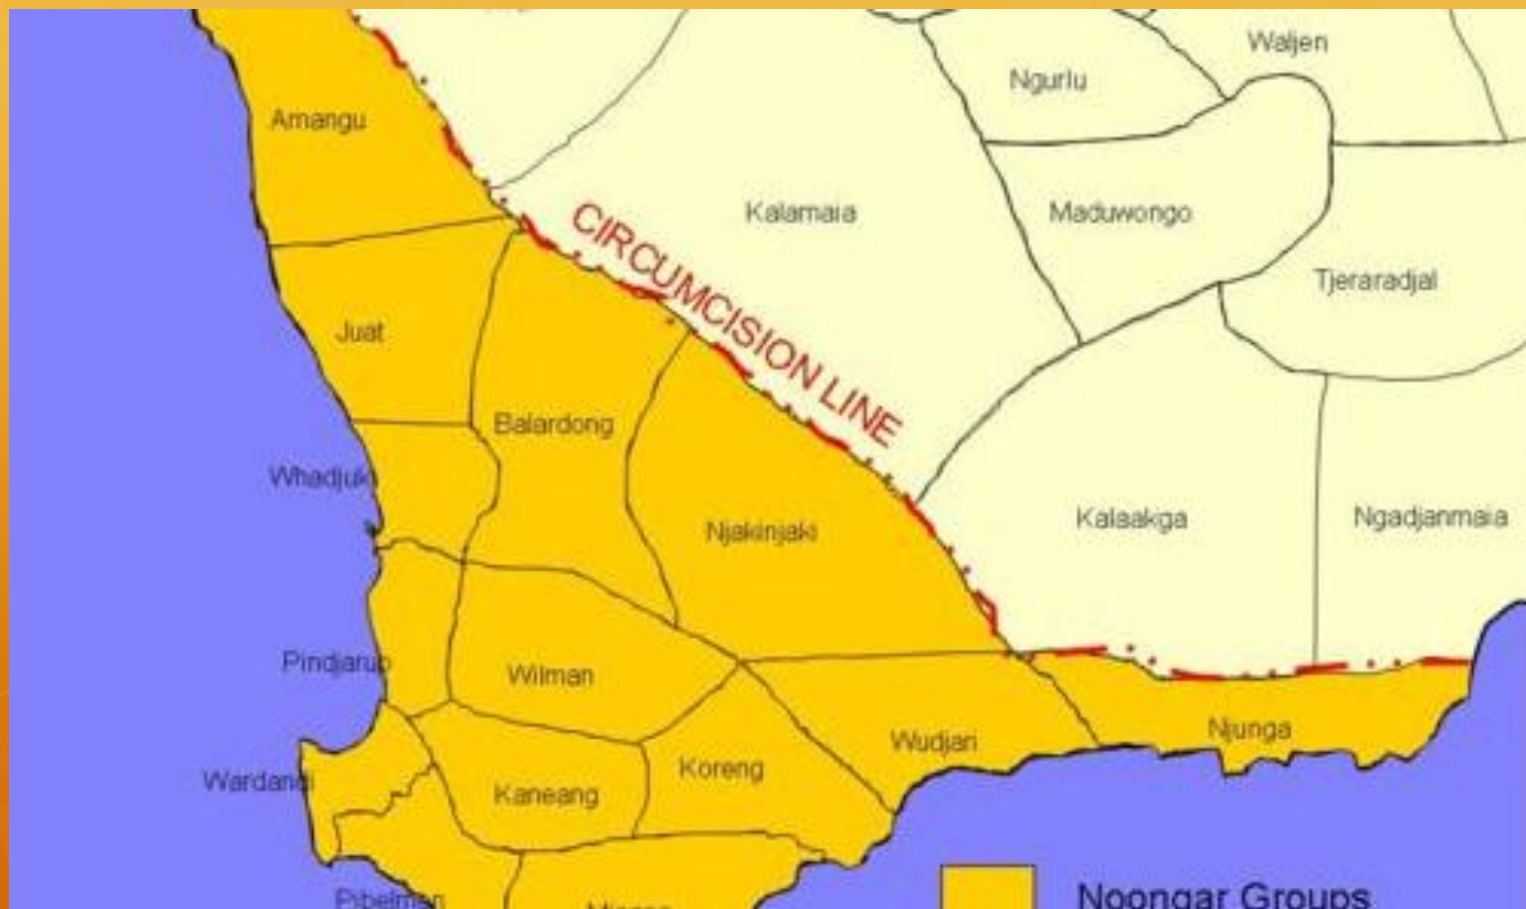 Waljen
Ngurlu
Amangu
Kalamaia
Maduwongo
CIRCUMCISION LINE
Tjeraradjal
Juat
Balardong
Whadjuk
Njakinjaki
Kalaakga
Ngadjanmaia
Pindjarup
Wilman
Njunga
Wudjari
Koreng
Wardandi
Kaneang
Pibelmen
Noongar Groups